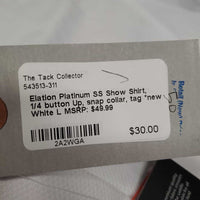 The Tack Collector
543513-311
Elation Platinum SS Show Shirt,
1/4 button Up, snap collar, tag *new
White L MSRP: $49.99
$30.00
2A2WGA
Retail